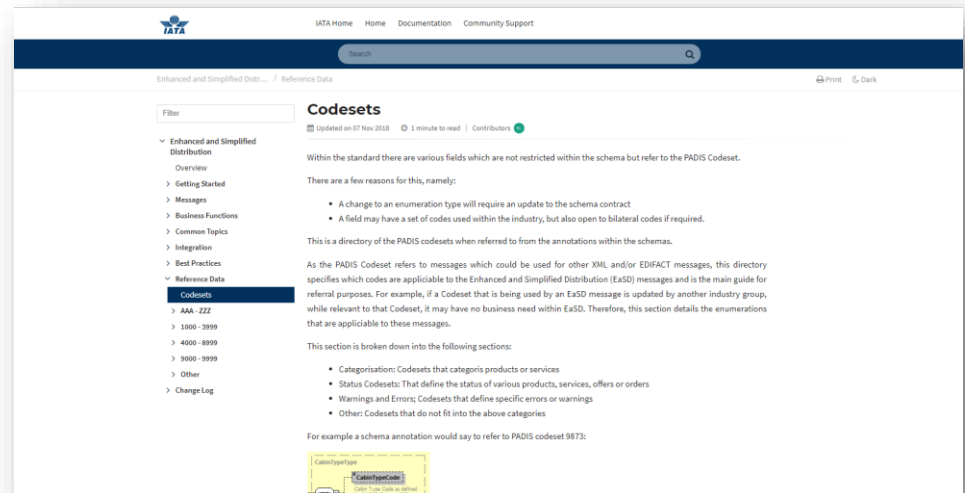 IATA
IATA Home Home Documentation Community Support
Search
Enhanced and Simplified Distr... / Reference Data
Print Dark
Filter
Enhanced and Simplified
Distribution
Overview
Getting Started
Messages
Business Functions
Common Topics
Integration
Best Practices
Reference Data
Codesets
AAA - ZZZ
1000 - 3999
4000 - 8999
9000 - 9999
Other
Change Log
Codesets
Updated on 07 Nov 2018 1 minute to read | Contributors
Within the standard there are various fields which are not restricted within the schema but refer to the PADIS Codeset.
There are a few reasons for this, namely:
• A change to an enumeration type will require an update to the schema contract
• A field may have a set of codes used within the industry, but also open to bilateral codes if required.
This is a directory of the PADIS codesets when referred to from the annotations within the schemas.
As the PADIS Codeset refers to messages which could be used for other XML and/or EDIFACT messages, this directory
specifies which codes are appliciable to the Enhanced and Simplified Distribution (EaSD) messages and is the main guide for
referral purposes. For example, if a Codeset that is being used by an EaSD message is updated by another industry group,
while relevant to that Codeset, it may have no business need within EaSD. Therefore, this section details the enumerations
that are appliciable to these messages.
This section is broken down into the following sections:
• Categorisation: Codesets that categoris products or services
• Status Codesets: That define the status of various products, services, offers or orders
• Warnings and Errors; Codesets that define specific errors or warnings
• Other: Codesets that do not fit into the above categories
For example a schema annotation would say to refer to PADIS codeset 9873:
CabinTypeType
CabinTypeCode
Cabin Type Code as defined